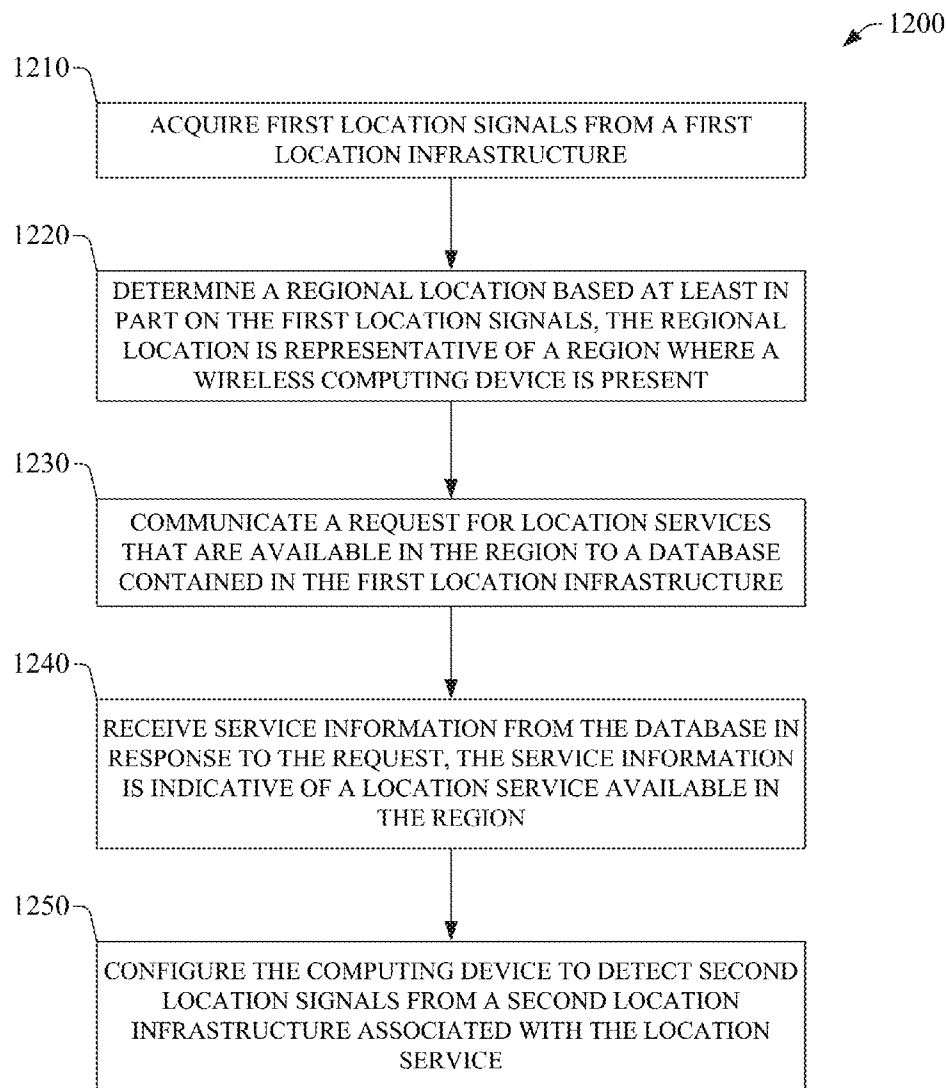 1200
1210
ACQUIRE FIRST LOCATION SIGNALS FROM A FIRST
LOCATION INFRASTRUCTURE
1220
DETERMINE A REGIONAL LOCATION BASED AT LEAST IN
PART ON THE FIRST LOCATION SIGNALS, THE REGIONAL
LOCATION IS REPRESENTATIVE OF A REGION WHERE A
WIRELESS COMPUTING DEVICE IS PRESENT
1230
COMMUNICATE A REQUEST FOR LOCATION SERVICES
THAT ARE AVAILABLE IN THE REGION TO A DATABASE
CONTAINED IN THE FIRST LOCATION INFRASTRUCTURE
1240
RECEIVE SERVICE INFORMATION FROM THE DATABASE IN
RESPONSE TO THE REQUEST, THE SERVICE INFORMATION
IS INDICATIVE OF A LOCATION SERVICE AVAILABLE IN
THE REGION
1250
CONFIGURE THE COMPUTING DEVICE TO DETECT SECOND
LOCATION SIGNALS FROM A SECOND LOCATION
INFRASTRUCTURE ASSOCIATED WITH THE LOCATION
SERVICE